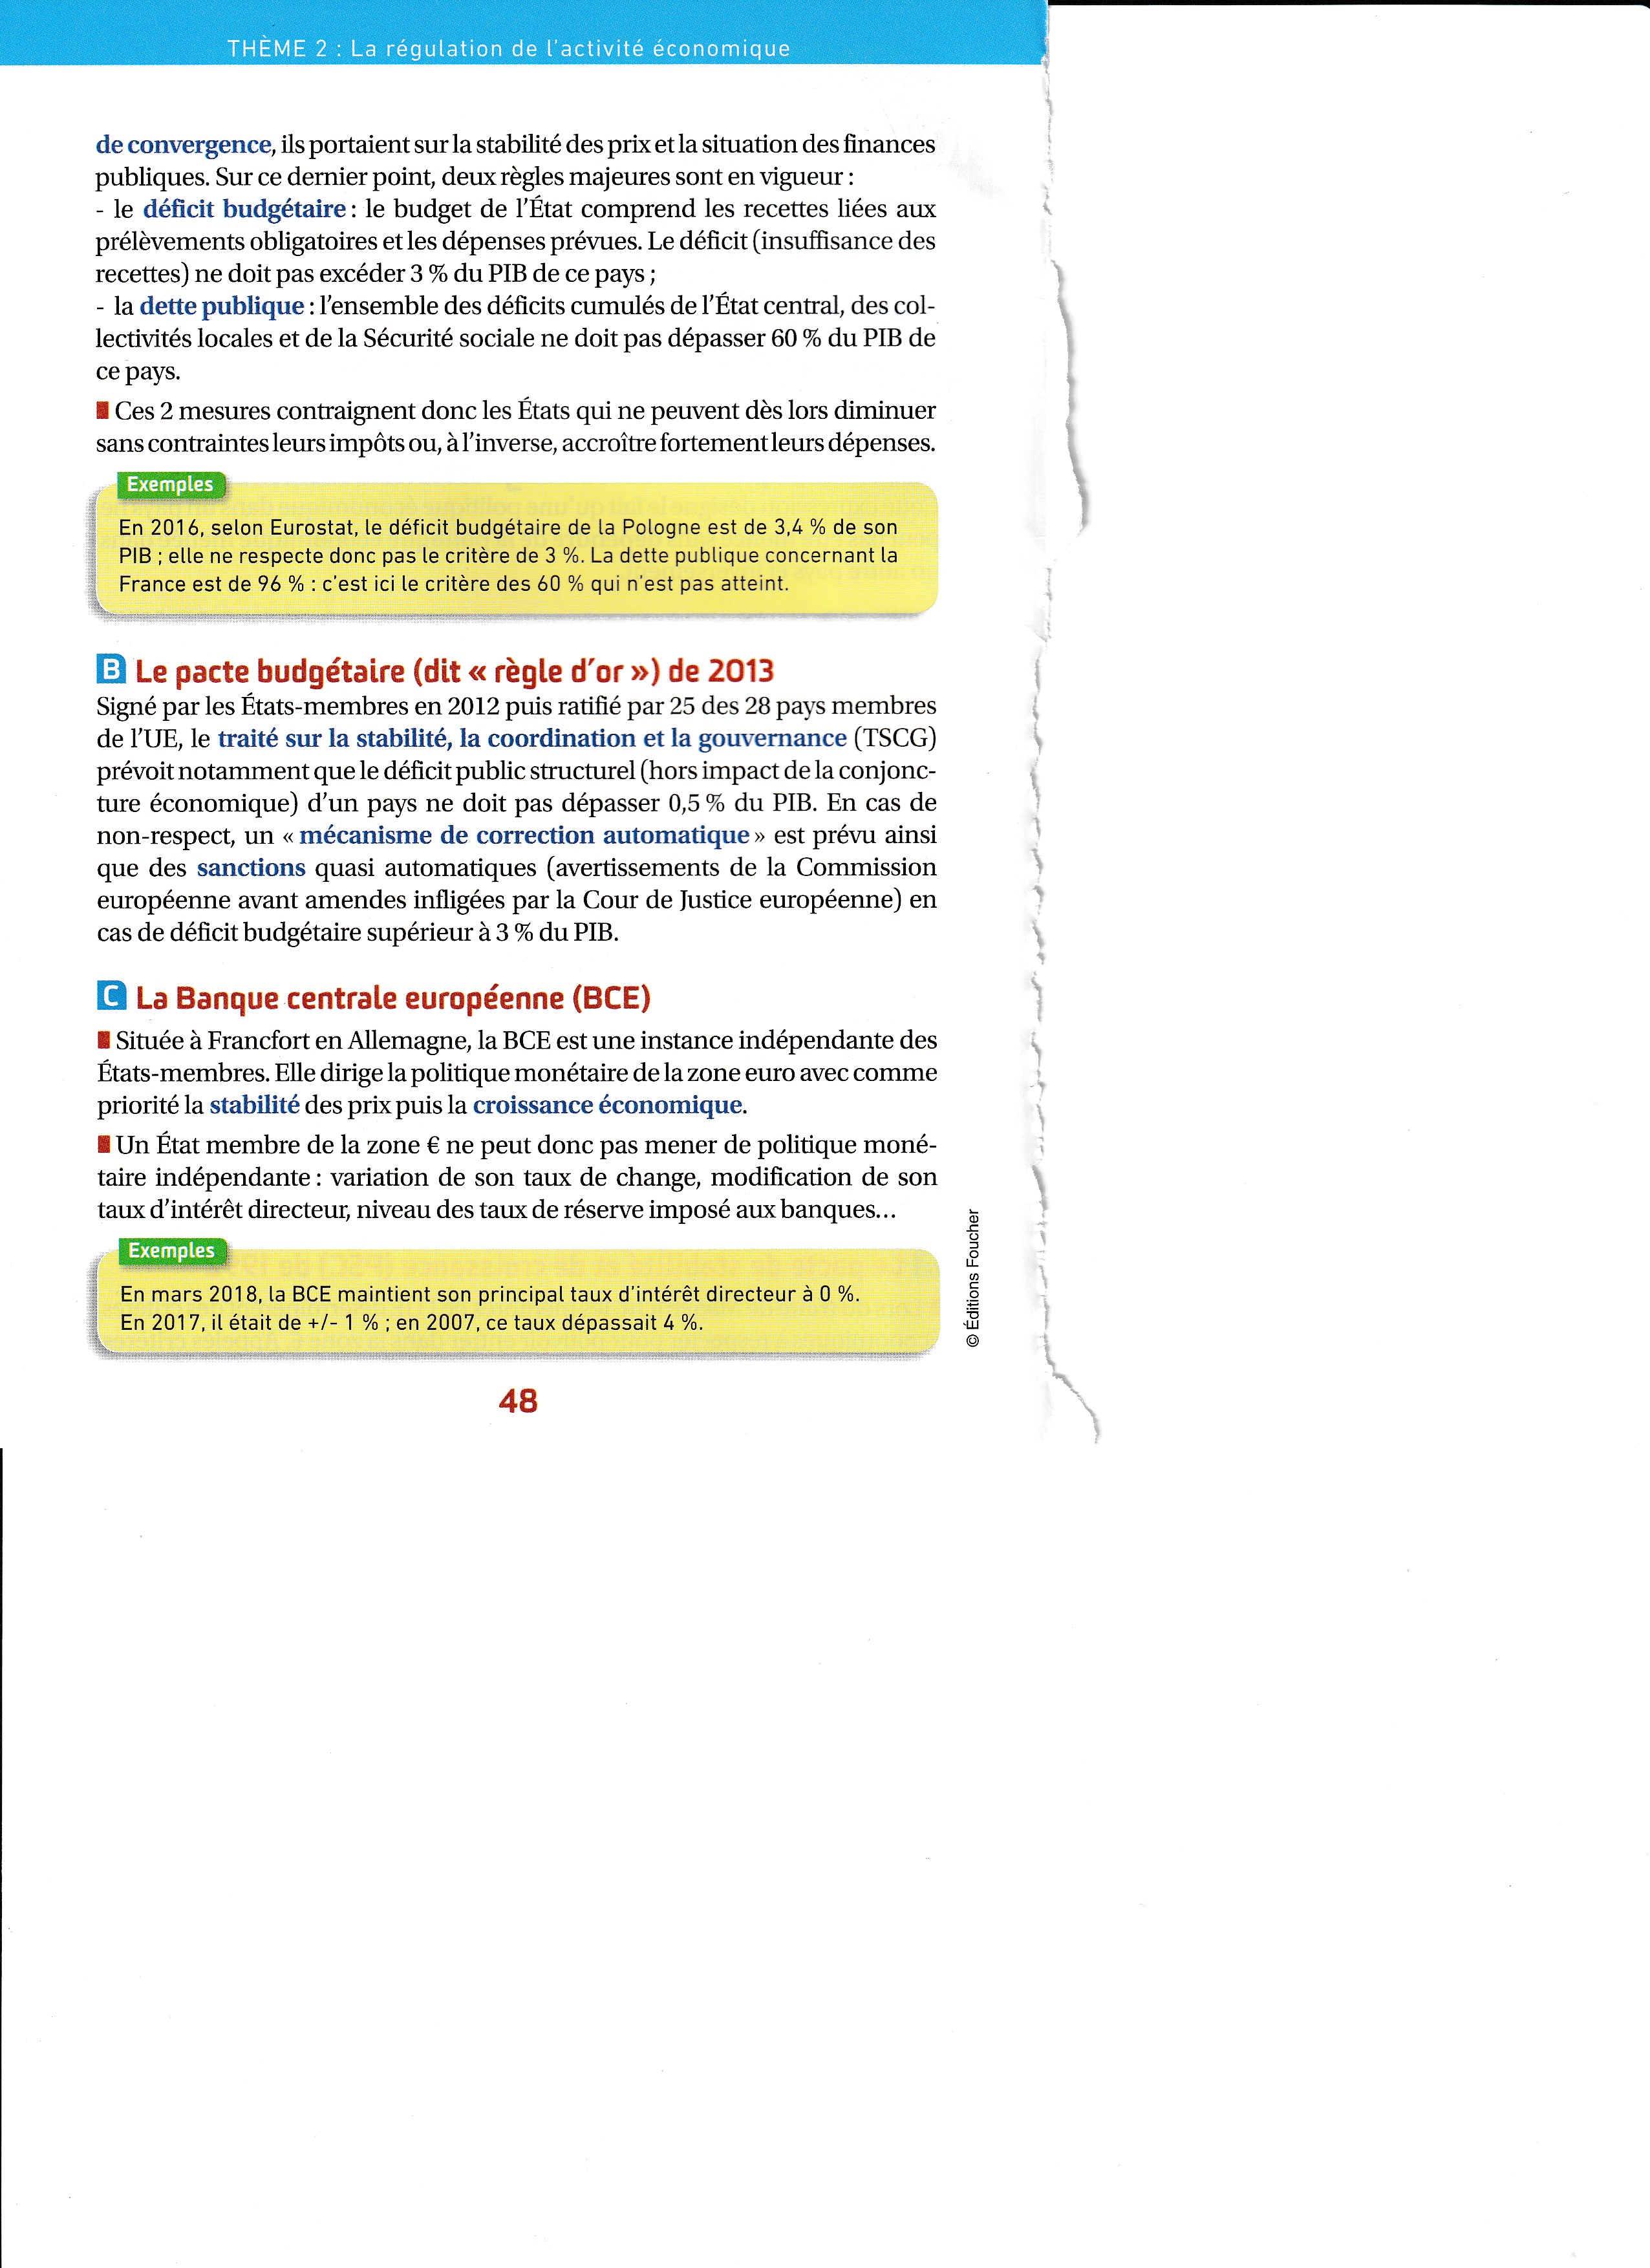 THÈME 2 : La régulation de l'activité économique
de convergence, ils portaient sur la stabilité des prix et la situation des finances
publiques. Sur ce dernier point, deux règles majeures sont en vigueur :
- le déficit budgétaire : le budget de l'État comprend les recettes liées aux
prélèvements obligatoires et les dépenses prévues. Le déficit (insuffisance des
recettes) ne doit pas excéder 3 % du PIB de ce pays ;
- la dette publique : l'ensemble des déficits cumulés de l'État central, des col-
lectivités locales et de la Sécurité sociale ne doit pas dépasser 60 % du PIB de
ce pays.
Ces 2 mesures contraignent donc les États qui ne peuvent dès lors diminuer
sans contraintes leurs impôts ou, à l'inverse, accroître fortement leurs dépenses.
Exemples
En 2016, selon Eurostat, le déficit budgétaire de la Pologne est de 3,4 % de son
PIB ; elle ne respecte donc pas le critère de 3 %. La dette publique concernant la
France est de 96 % : c'est ici le critère des 60 % qui n'est pas atteint.
B Le pacte budgétaire (dit « règle d'or ») de 2013
Signé par les États-membres en 2012 puis ratifié par 25 des 28 pays membres
de l'UE, le traité sur la stabilité, la coordination et la gouvernance (TSCG)
prévoit notamment que le déficit public structurel (hors impact de la conjonc-
ture économique) d'un pays ne doit pas dépasser 0,5 % du PIB. En cas de
non-respect, un « mécanisme de correction automatique » est prévu ainsi
que des sanctions quasi automatiques (avertissements de la Commission
européenne avant amendes infligées par la Cour de Justice européenne) en
cas de déficit budgétaire supérieur à 3 % du PIB.
C La Banque centrale européenne (BCE)
Située à Francfort en Allemagne, la BCE est une instance indépendante des
États-membres. Elle dirige la politique monétaire de la zone euro avec comme
priorité la stabilité des prix puis la croissance économique.
Un État membre de la zone € ne peut donc pas mener de politique moné-
taire indépendante : variation de son taux de change, modification de son
taux d'intérêt directeur, niveau des taux de réserve imposé aux banques...
Exemples
En mars 2018, la BCE maintient son principal taux d'intérêt directeur à 0 %.
En 2017, il était de +/- 1 % ; en 2007, ce taux dépassait 4 %.
© Éditions Foucher
48